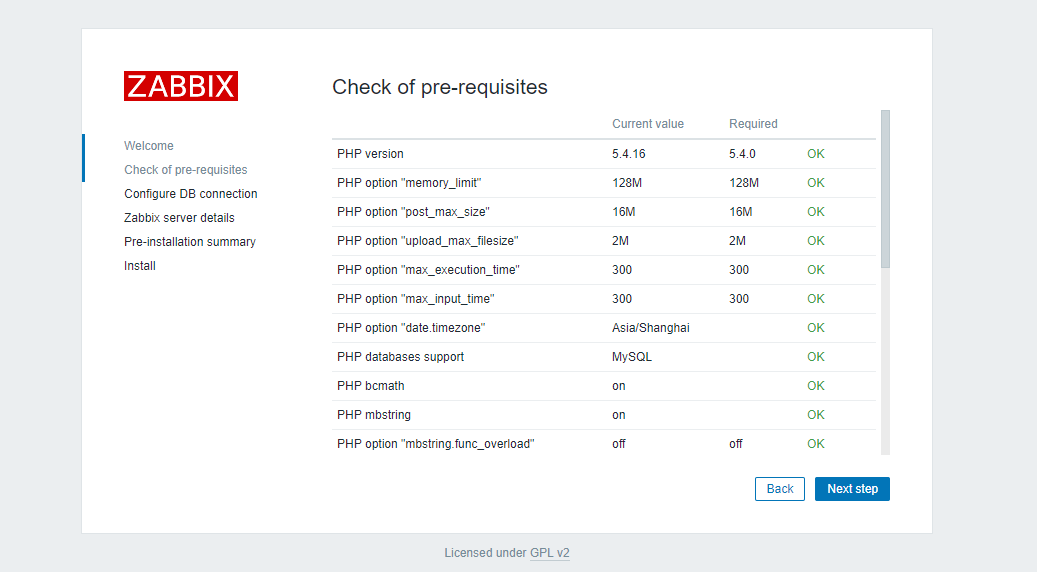 ZABBIX
Welcome
Check of pre-requisites
Configure DB connection
Zabbix server details
Pre-installation summary
Install
Check of pre-requisites
Current value Required
PHP version 5.4.16 5.4.0 OK
PHP option "memory_limit" 128M 128M OK
PHP option "post_max_size" 16M 16M OK
PHP option "upload_max_filesize" 2M 2M OK
PHP option "max_execution_time" 300 300 OK
PHP option "max_input_time" 300 300 OK
PHP option "date.timezone" Asia/Shanghai OK
PHP databases support MySQL OK
PHP bcmath on OK
PHP mbstring on OK
PHP option "mbstring.func_overload" off off OK
Back Next step
Licensed under GPL v2